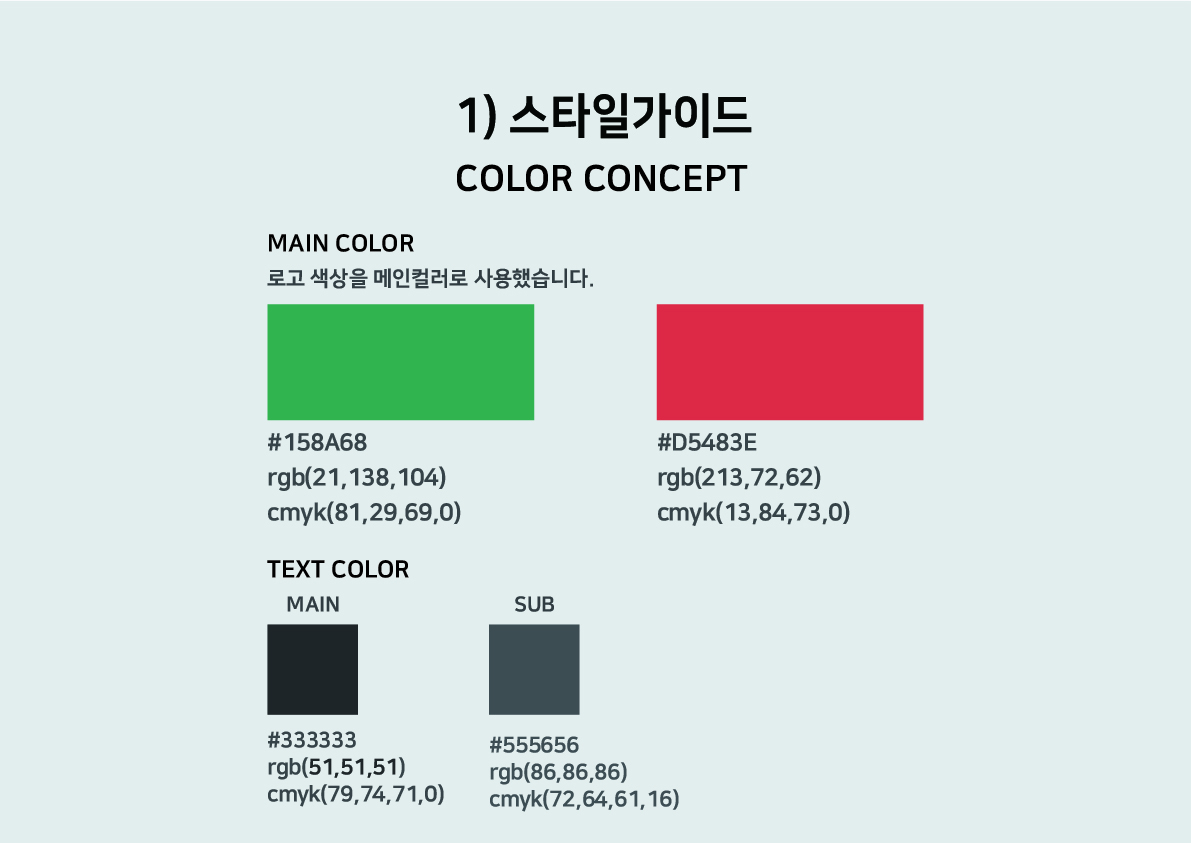 1) 스타일가이드
COLOR CONCEPT
MAIN COLOR
로고 색상을 메인컬러로 사용했습니다.
#158A68
rgb(21,138,104)
cmyk(81,29,69,0)
#D5483E
rgb(213,72,62)
cmyk(13,84,73,0)
TEXT COLOR
MAIN
#333333
rgb(51,51,51)
cmyk(79,74,71,0)
SUB
#555656
rgb(86,86,86)
cmyk(72,64,61,16)